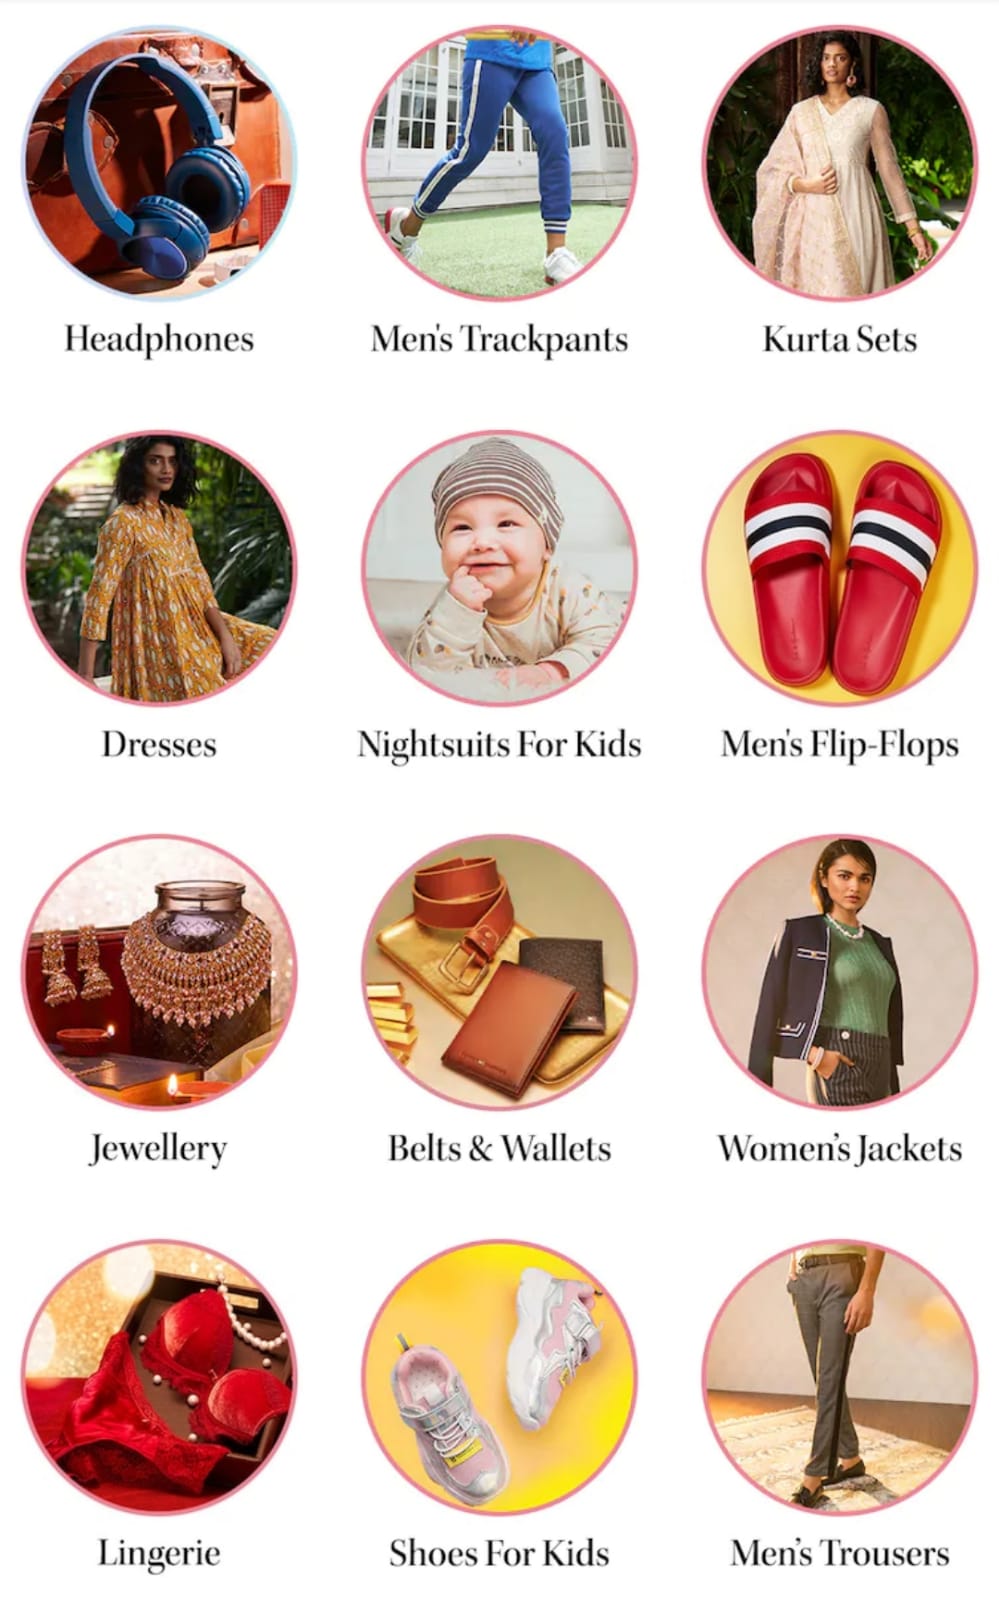 Headphones
Men's Trackpants
Kurta Sets
Dresses
Nightsuits For Kids
Men's Flip-Flops
Jewellery
Belts & Wallets
Women's Jackets
Lingerie
Shoes For Kids
Men's Trousers